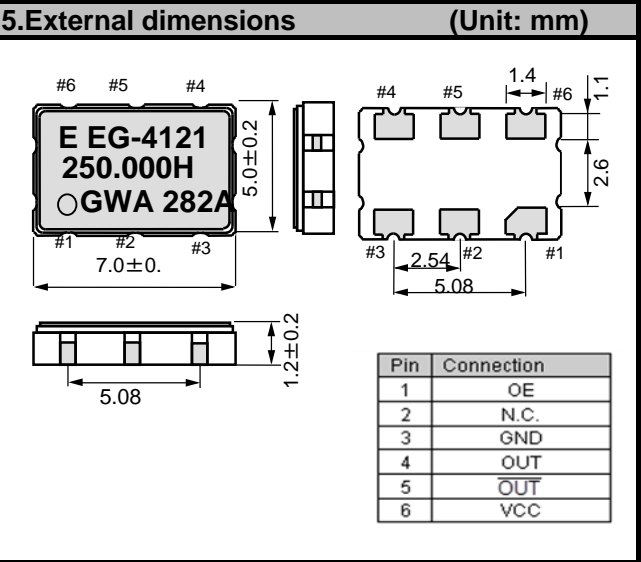 5.External dimensions (Unit: mm)
#6 #5 #4
E EG-4121
250.000H
GWA 282A
#1 #2 #3
7.0±0.
5.0±0.2
#4 #5 #6
1.4
1.1
2.6
#3 #2 #1
2.54
5.08
5.08
1.2±0.2
Pin Connection
1 OE
2 N.C.
3 GND
4 OUT
5 O̅U̅T̅
6 VCC